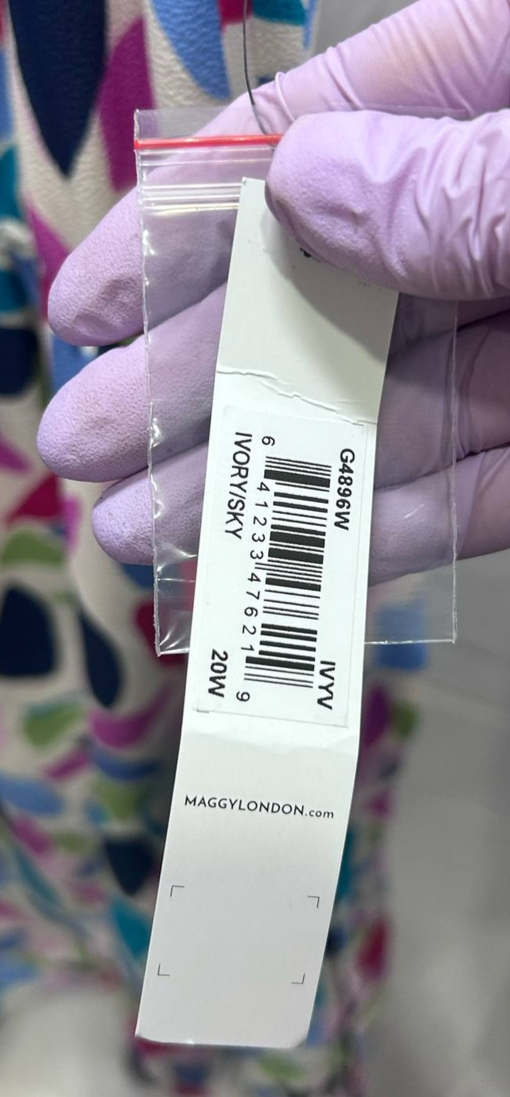 G4896W IVYV
6 41233 47621 9
IVORY/SKY 20W
MAGGYLONDON.com